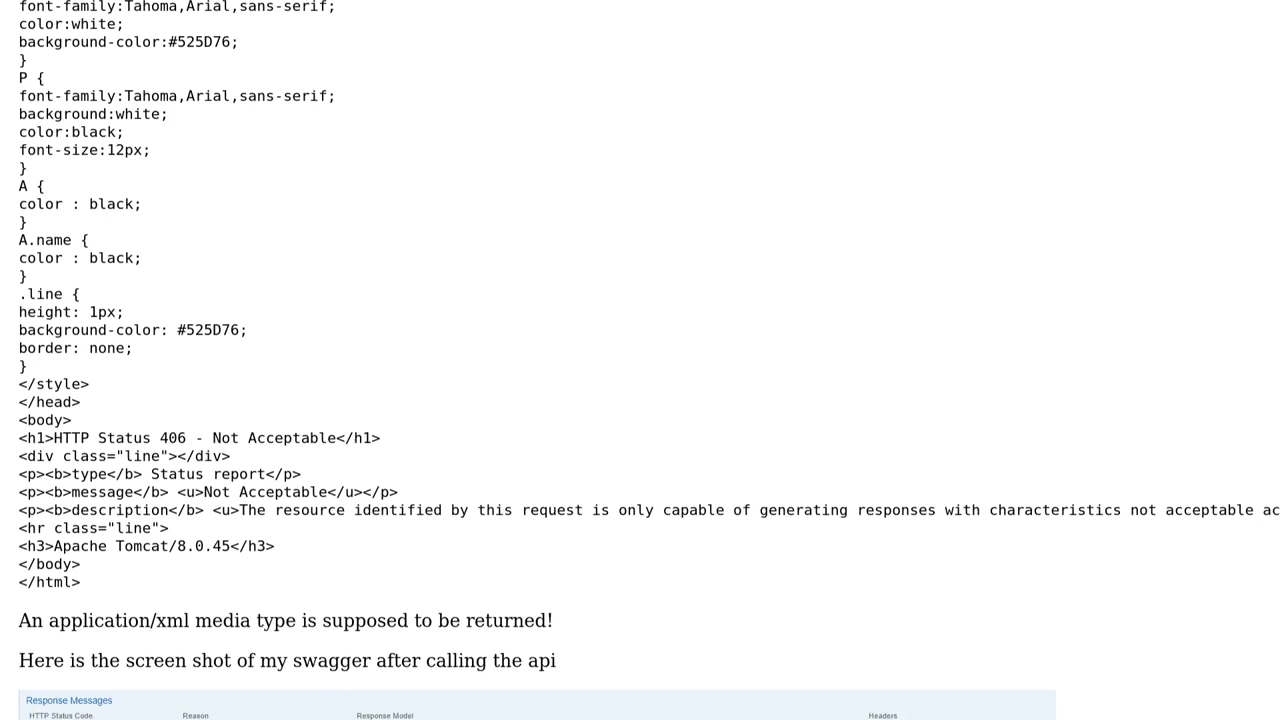 font-family:Tahoma,Arial,sans-serif;
color:white;
background-color:#525D76;
}
P {
font-family:Tahoma,Arial,sans-serif;
background:white;
color:black;
font-size:12px;
}
A {
color : black;
}
A.name {
color : black;
}
.line {
height: 1px;
background-color: #525D76;
border: none;
}
</style>
</head>
<body>
<h1>HTTP Status 406 - Not Acceptable</h1>
<div class="line"></div>
<p><b>type</b> Status report</p>
<p><b>message</b> <u>Not Acceptable</u></p>
<p><b>description</b> <u>The resource identified by this request is only capable of generating responses with characteristics not acceptable ac
<hr class="line">
<h3>Apache Tomcat/8.0.45</h3>
</body>
</html>
An application/xml media type is supposed to be returned!
Here is the screen shot of my swagger after calling the api
Response Messages
HTTP Status Code Reason Response Model Headers